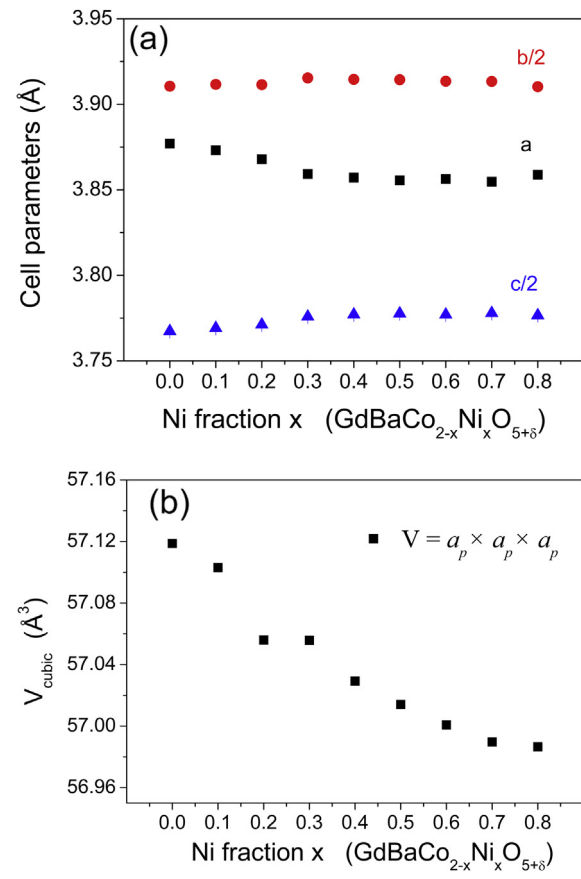 (a)
3.95
3.90
3.85
3.80
3.75
Cell parameters (Å)
b/2
a
c/2
0.0 0.1 0.2 0.3 0.4 0.5 0.6 0.7 0.8
Ni fraction x (GdBaCo₂₋ₓNiₓO₅₊δ)
(b)
57.16
57.12
57.08
57.04
57.00
56.96
V_cubic (Å³)
V = aₚ × aₚ × aₚ
0.0 0.1 0.2 0.3 0.4 0.5 0.6 0.7 0.8
Ni fraction x (GdBaCo₂₋ₓNiₓO₅₊δ)